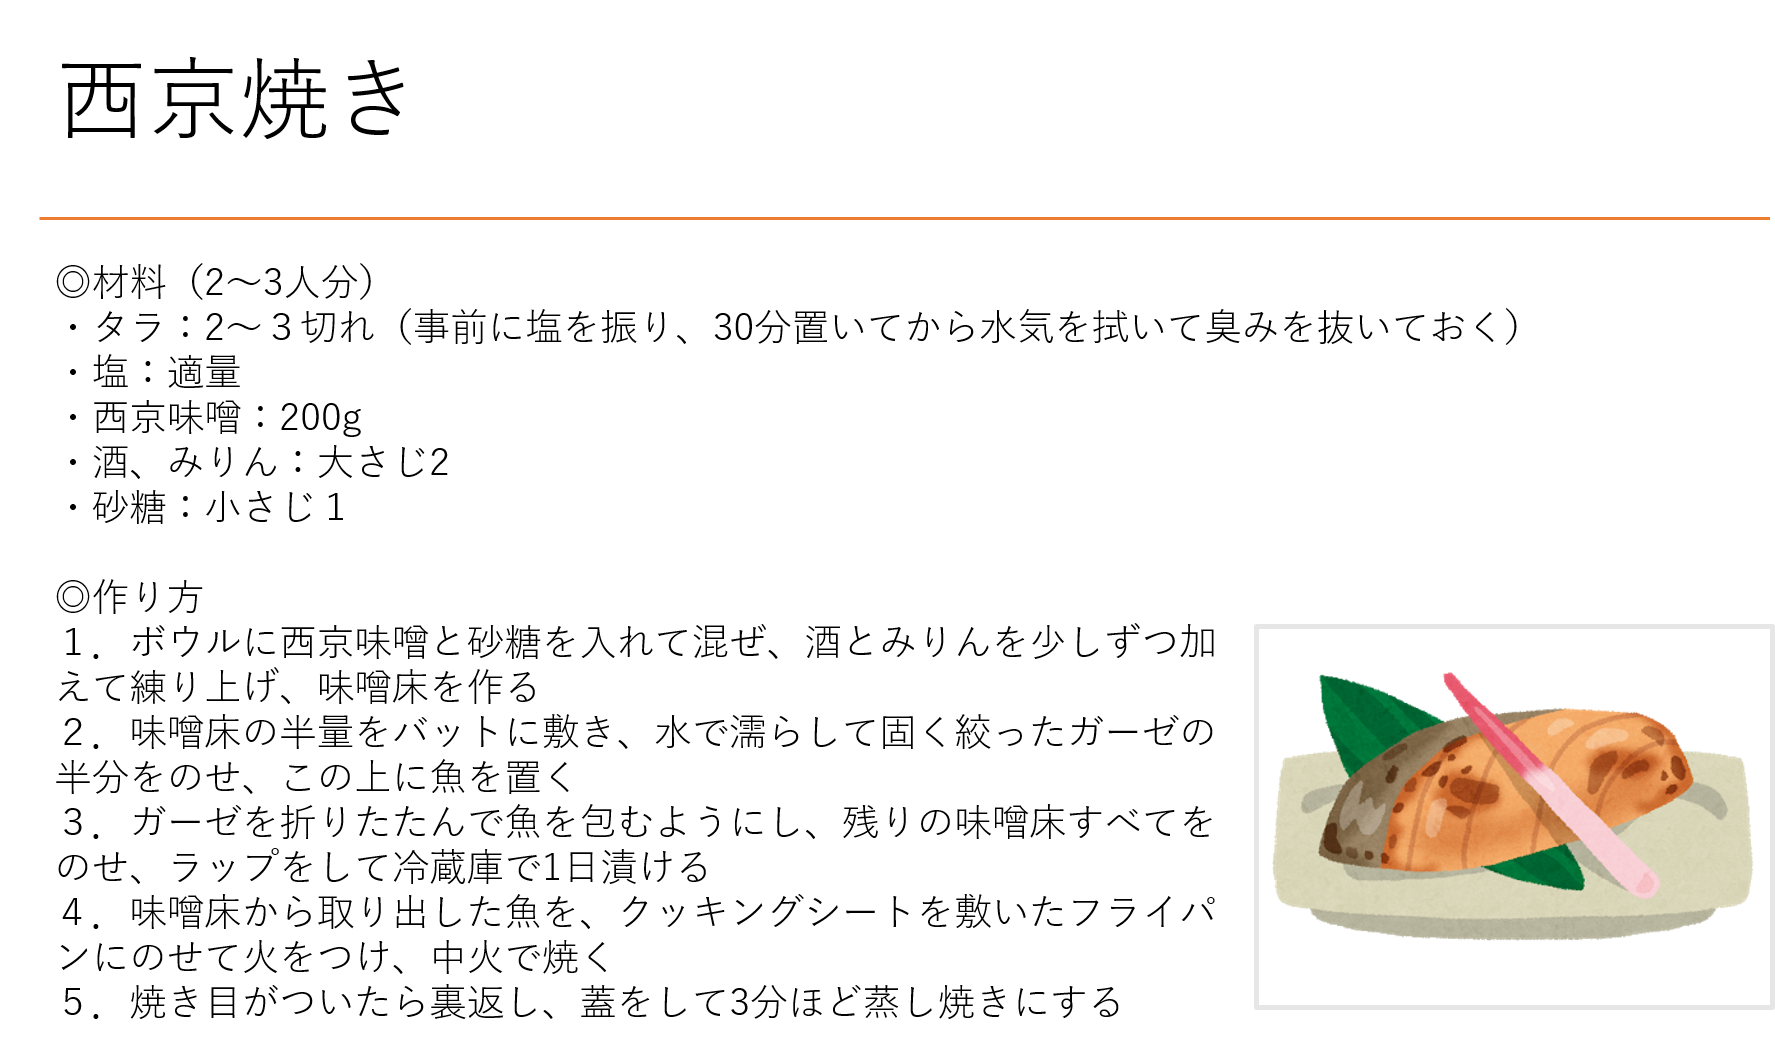 西京焼き
◎材料（2～3人分）
・タラ：2～３切れ（事前に塩を振り、30分置いてから水気を拭いて臭みを抜いておく）
・塩：適量
・西京味噌：200g
・酒、みりん：大さじ2
・砂糖：小さじ１
◎作り方
１．ボウルに西京味噌と砂糖を入れて混ぜ、酒とみりんを少しずつ加
えて練り上げ、味噌床を作る
２．味噌床の半量をバットに敷き、水で濡らして固く絞ったガーゼの
半分をのせ、この上に魚を置く
３．ガーゼを折りたたんで魚を包むようにし、残りの味噌床すべてを
のせ、ラップをして冷蔵庫で1日漬ける
４．味噌床から取り出した魚を、クッキングシートを敷いたフライパ
ンにのせて火をつけ、中火で焼く
５．焼き目がついたら裏返し、蓋をして3分ほど蒸し焼きにする